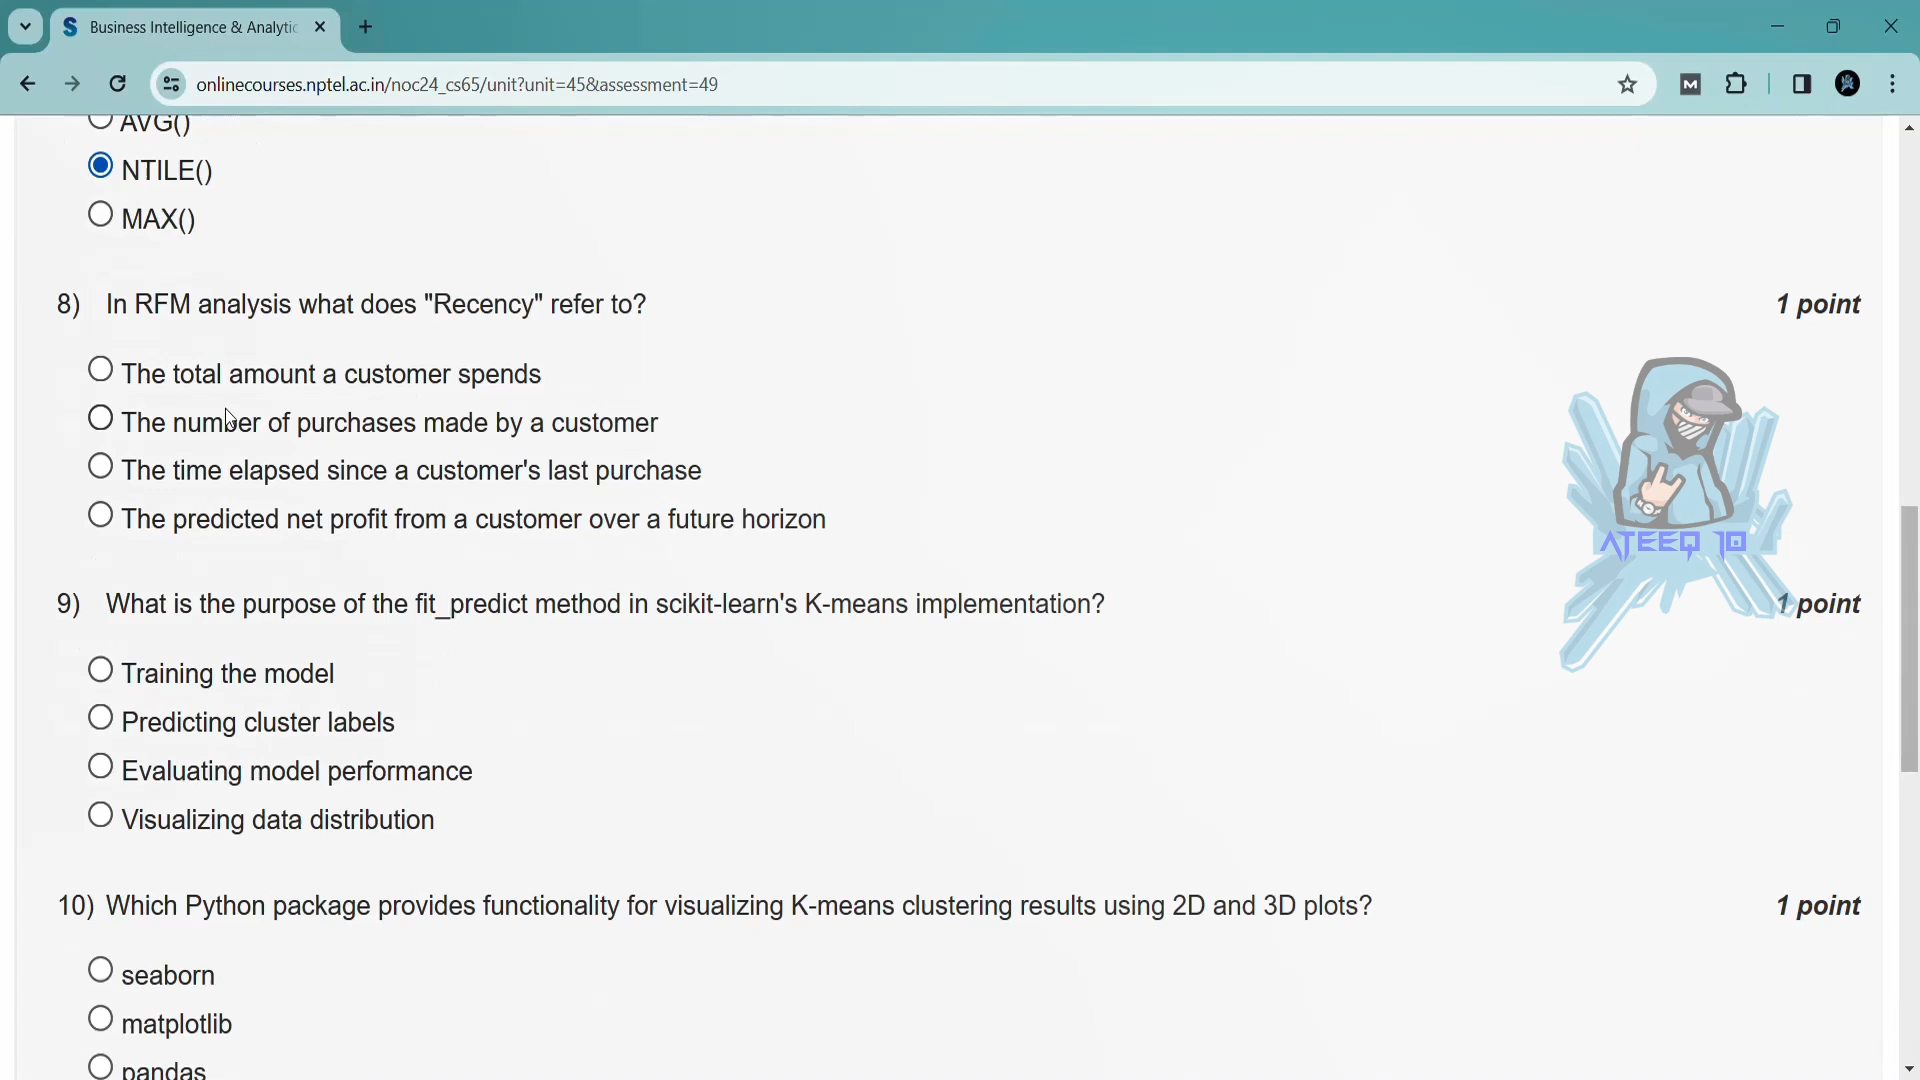 Business Intelligence & Analytic
onlinecourses.nptel.ac.in/noc24_cs65/unit?unit=45&assessment=49
AVG()
NTILE()
MAX()
8) In RFM analysis what does "Recency" refer to? 1 point
The total amount a customer spends
The number of purchases made by a customer
The time elapsed since a customer's last purchase
The predicted net profit from a customer over a future horizon
ATEEQ 10
9) What is the purpose of the fit_predict method in scikit-learn's K-means implementation? 1 point
Training the model
Predicting cluster labels
Evaluating model performance
Visualizing data distribution
10) Which Python package provides functionality for visualizing K-means clustering results using 2D and 3D plots? 1 point
seaborn
matplotlib
pandas